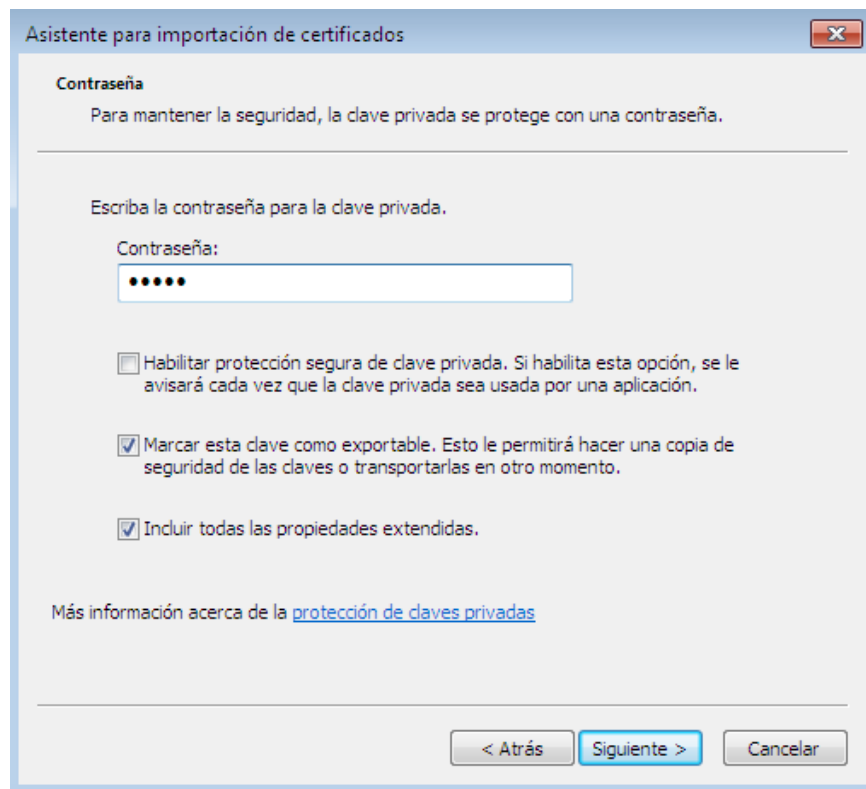 Asistente para importación de certificados
Contraseña
Para mantener la seguridad, la clave privada se protege con una contraseña.
Escriba la contraseña para la clave privada.
Contraseña:
•••••
Habilitar protección segura de clave privada. Si habilita esta opción, se le
avisará cada vez que la clave privada sea usada por una aplicación.
Marcar esta clave como exportable. Esto le permitirá hacer una copia de
seguridad de las claves o transportarlas en otro momento.
Incluir todas las propiedades extendidas.
Más información acerca de la protección de claves privadas
< Atrás Siguiente > Cancelar